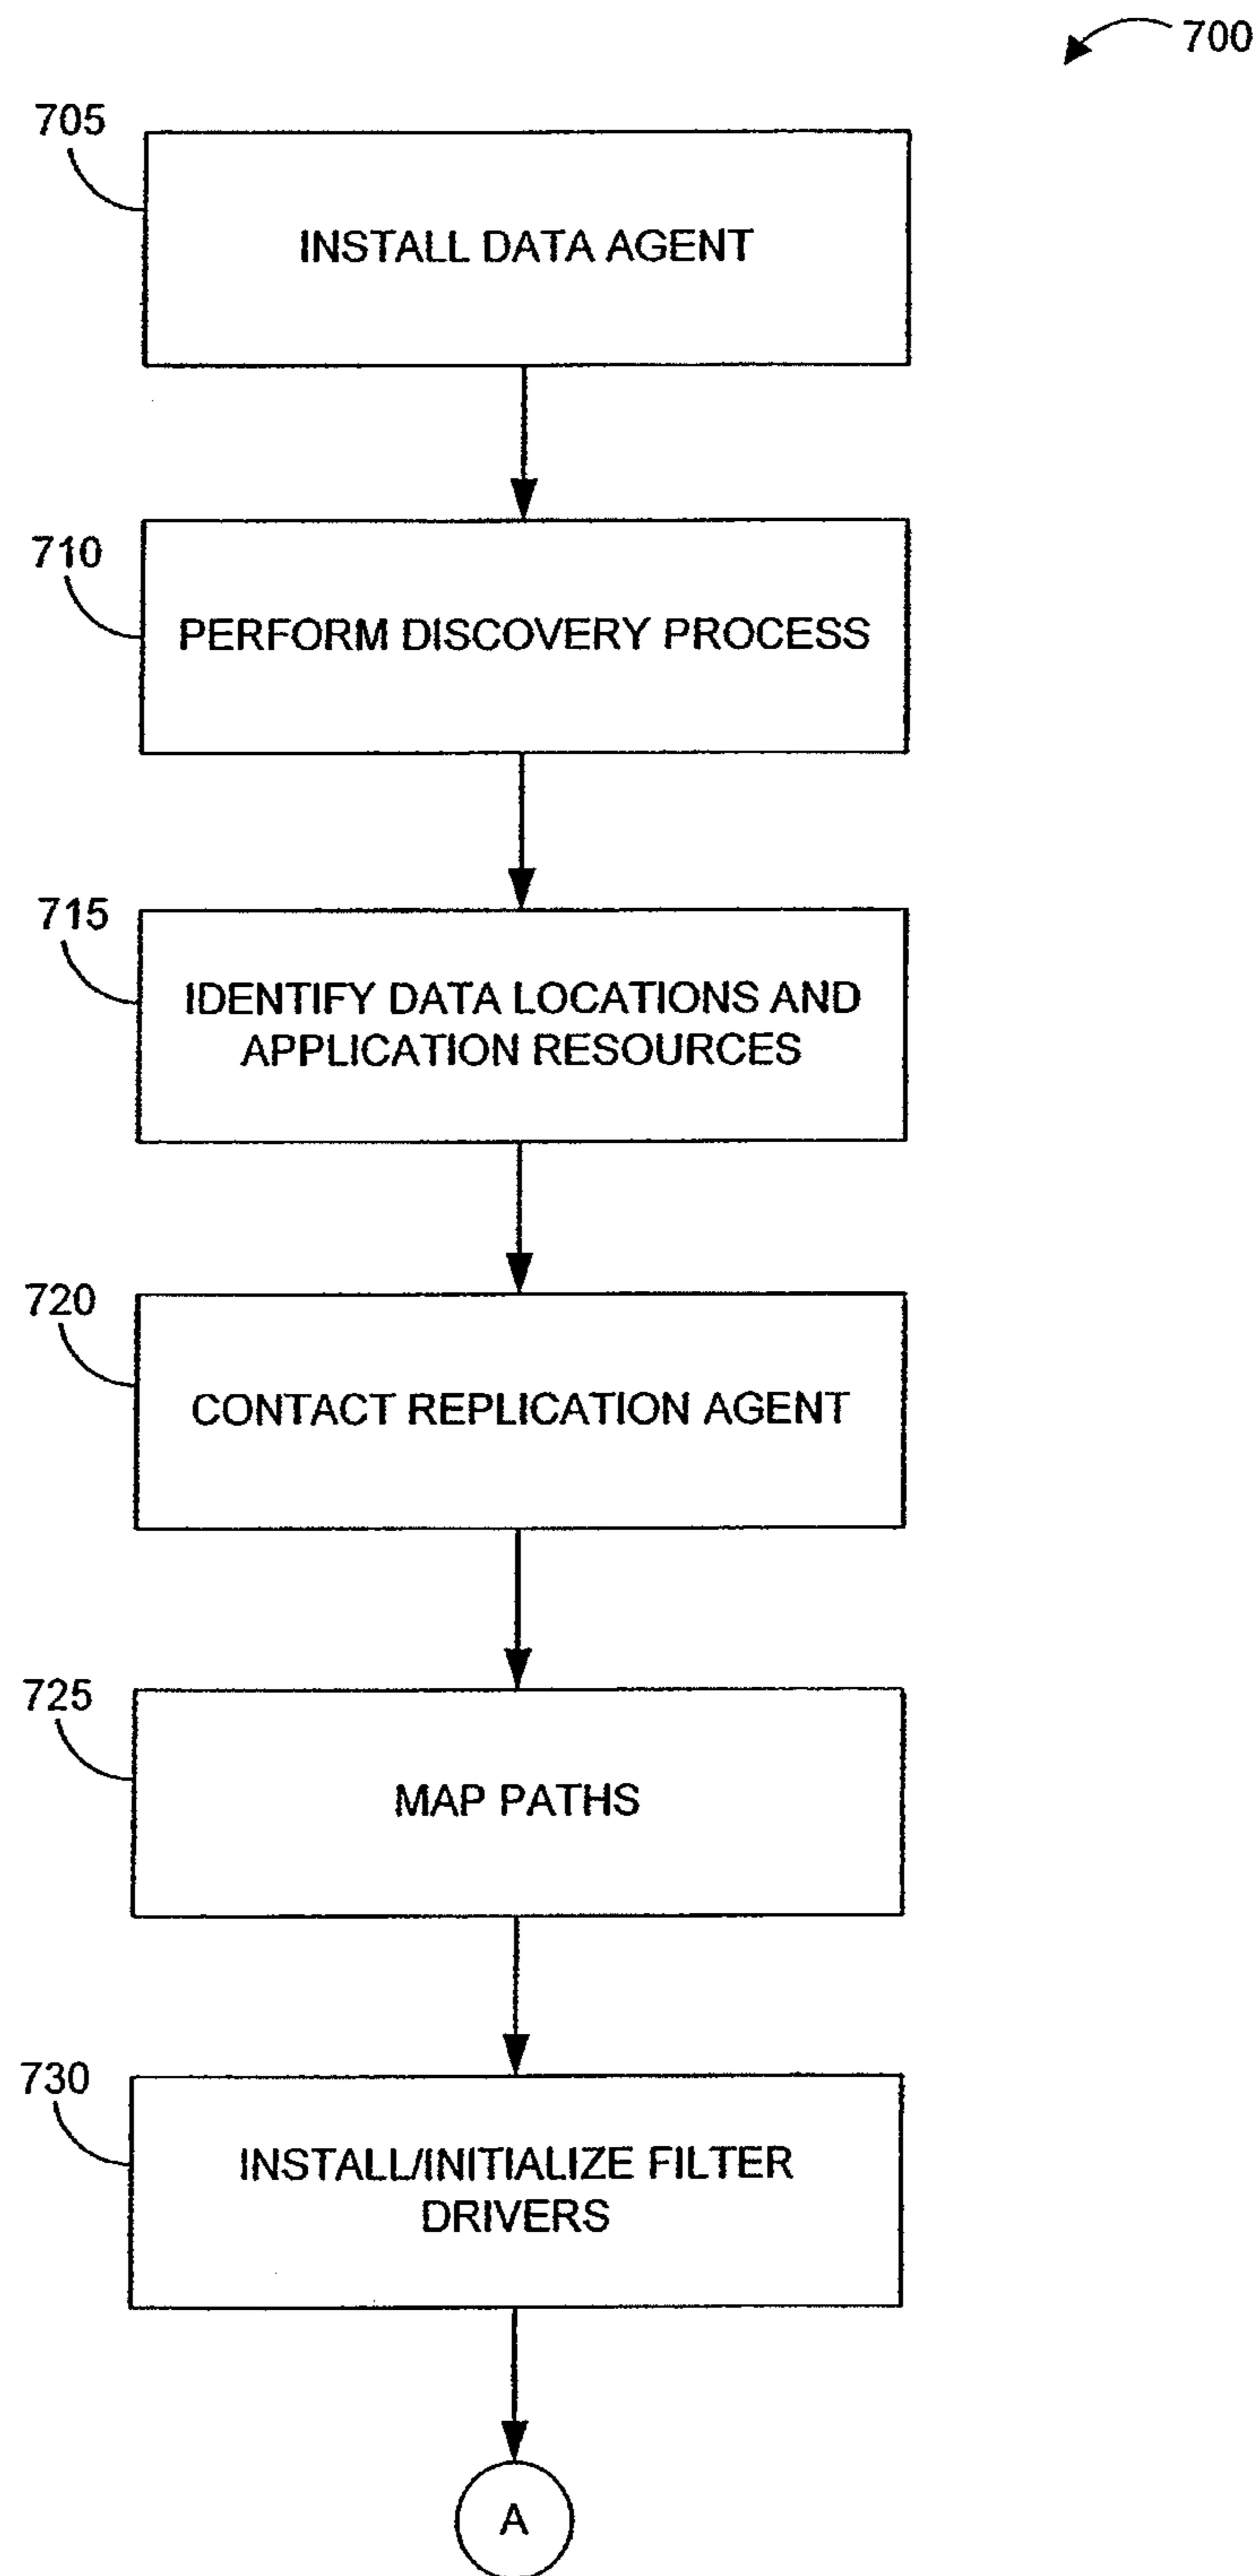 700
705
INSTALL DATA AGENT
710
PERFORM DISCOVERY PROCESS
715
IDENTIFY DATA LOCATIONS AND
APPLICATION RESOURCES
720
CONTACT REPLICATION AGENT
725
MAP PATHS
730
INSTALL/INITIALIZE FILTER
DRIVERS
A